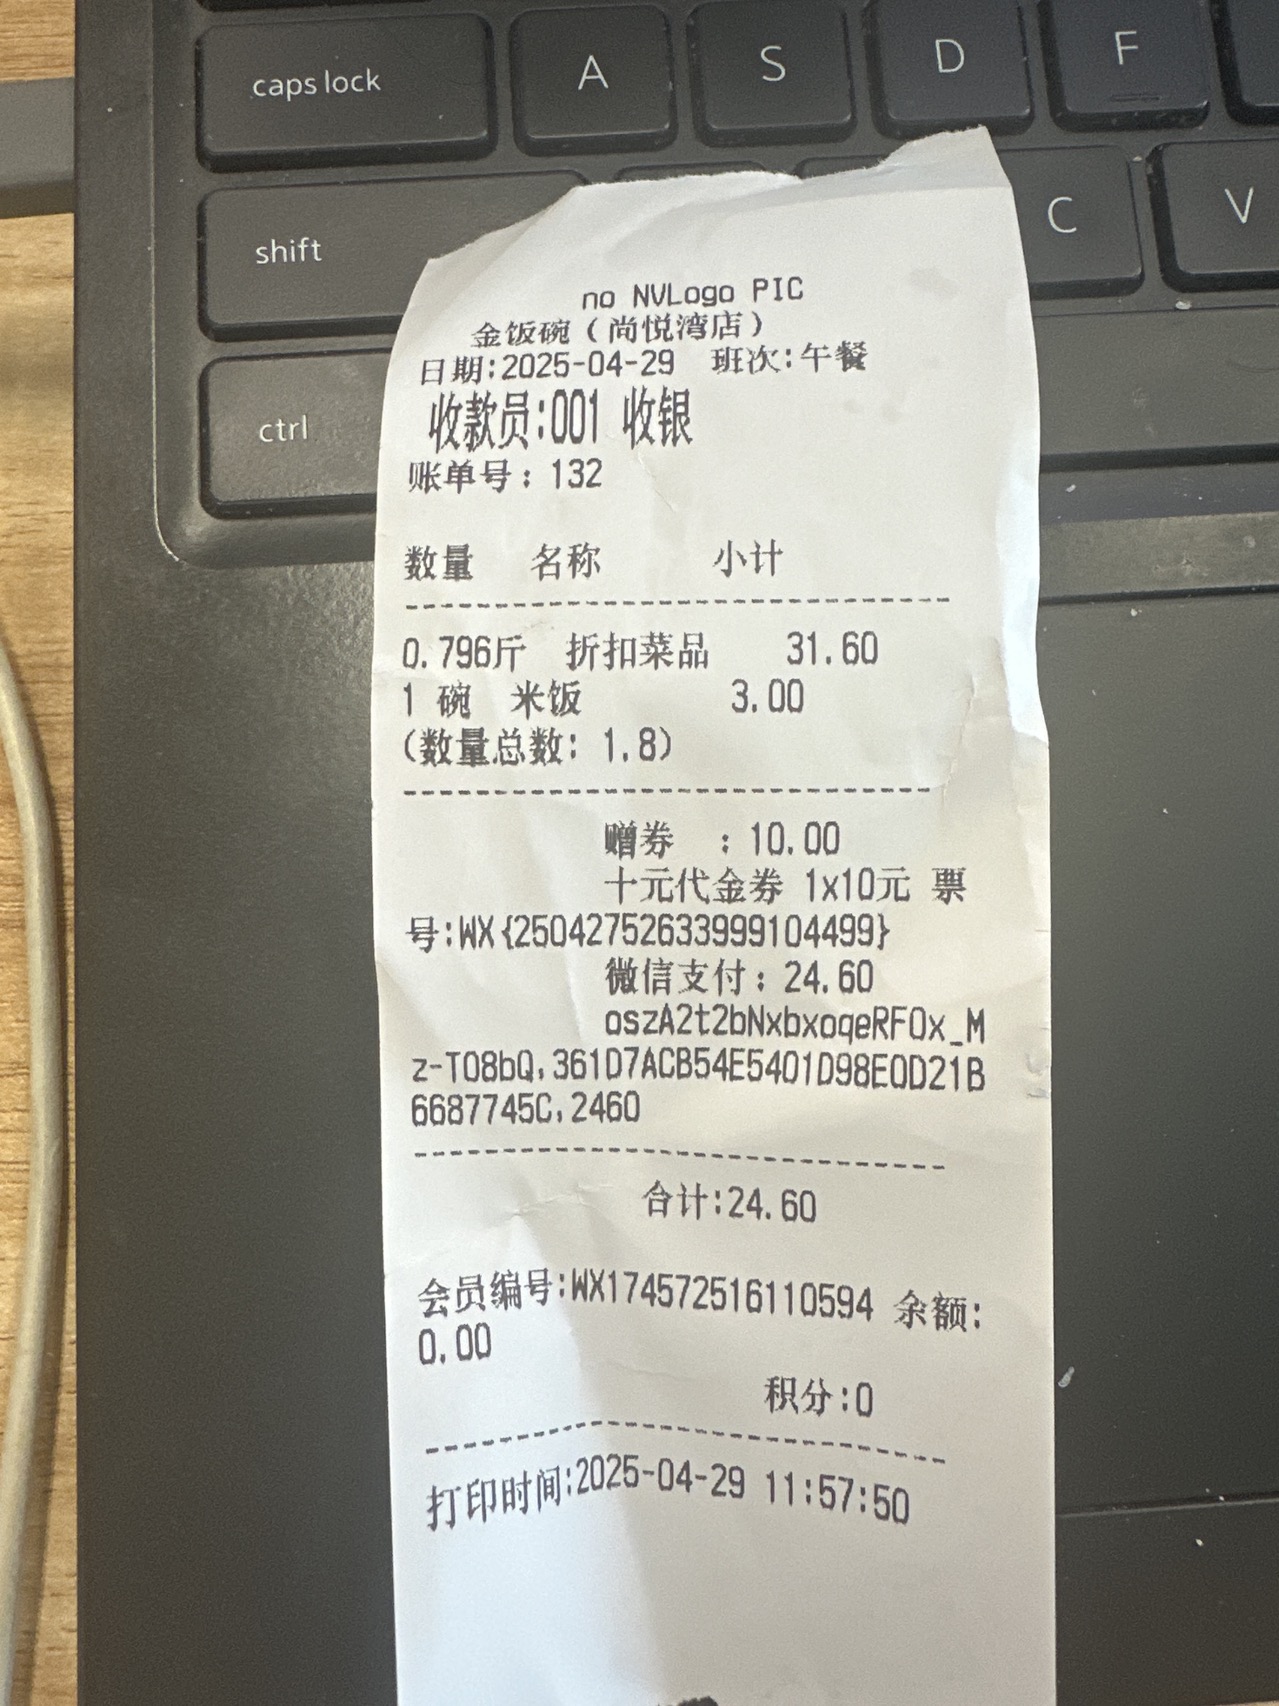 caps lock
A
S
D
F
shift
C
V
ctrl
no NVLogo PIC
金饭碗（尚悦湾店）
日期:2025-04-29 班次:午餐
收款员:001 收银
账单号: 132
数量 名称 小计
0.796斤 折扣菜品 31.60
1 碗 米饭 3.00
(数量总数: 1.8)
赠券 : 10.00
十元代金券 1x10元 票
号:WX{25042752633999104499}
微信支付: 24.60
oszA2t2bNxbxoqeRFOx_M
z-T08bQ,361D7ACB54E5401D98E0D21B
6687745C,2460
合计:24.60
会员编号:WX174572516110594 余额:
0.00
积分:0
打印时间:2025-04-29 11:57:50